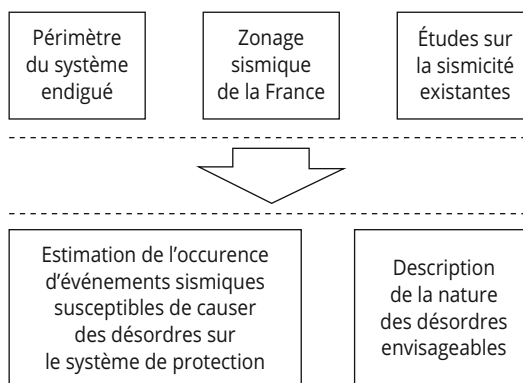 Périmètre
du système
endigué
Zonage
sismique
de la France
Études sur
la sismicité
existantes
Estimation de l'occurence
d'événements sismiques
susceptibles de causer
des désordres sur
le système de protection
Description
de la nature
des désordres
envisageables